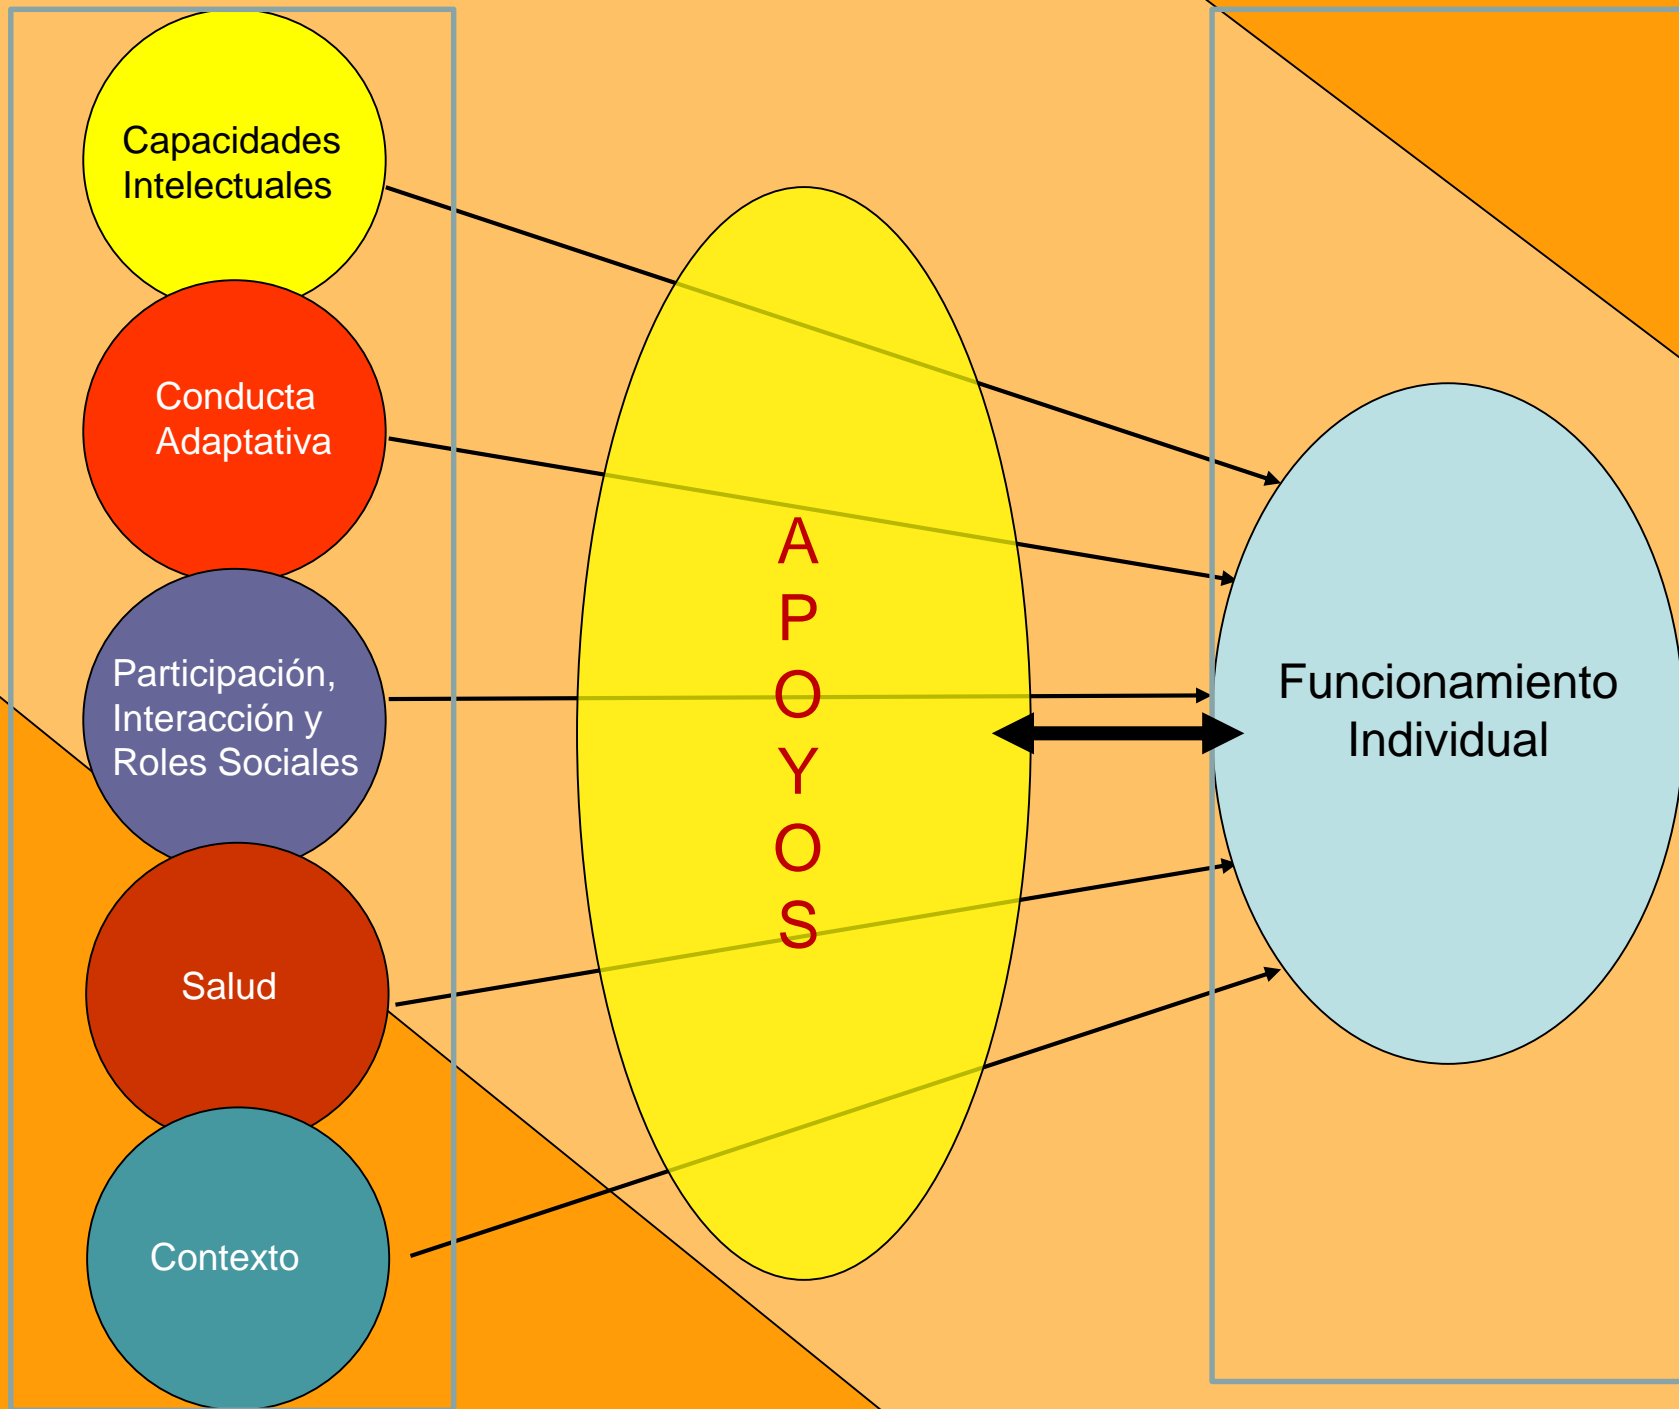 Capacidades
Intelectuales
Conducta
Adaptativa
Participación,
Interacción y
Roles Sociales
Salud
Contexto
A
P
O
Y
O
S
Funcionamiento
Individual